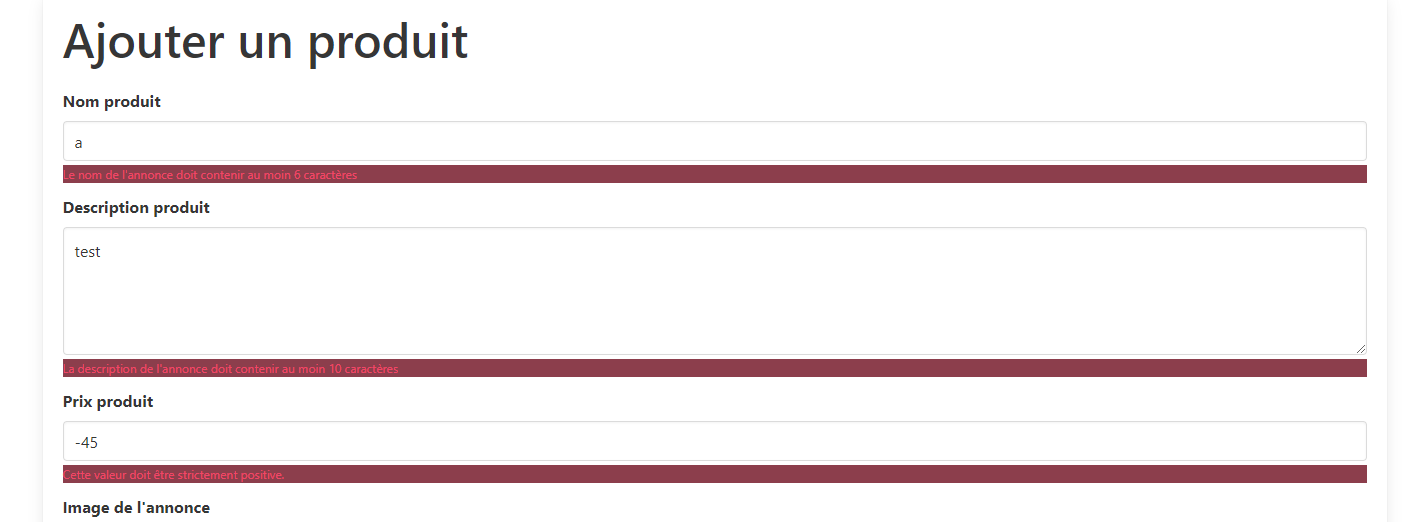 Ajouter un produit
Nom produit
a
Le nom de l'annonce doit contenir au moin 6 caractères
Description produit
test
La description de l'annonce doit contenir au moin 10 caractères
Prix produit
-45
Cette valeur doit être strictement positive.
Image de l'annonce